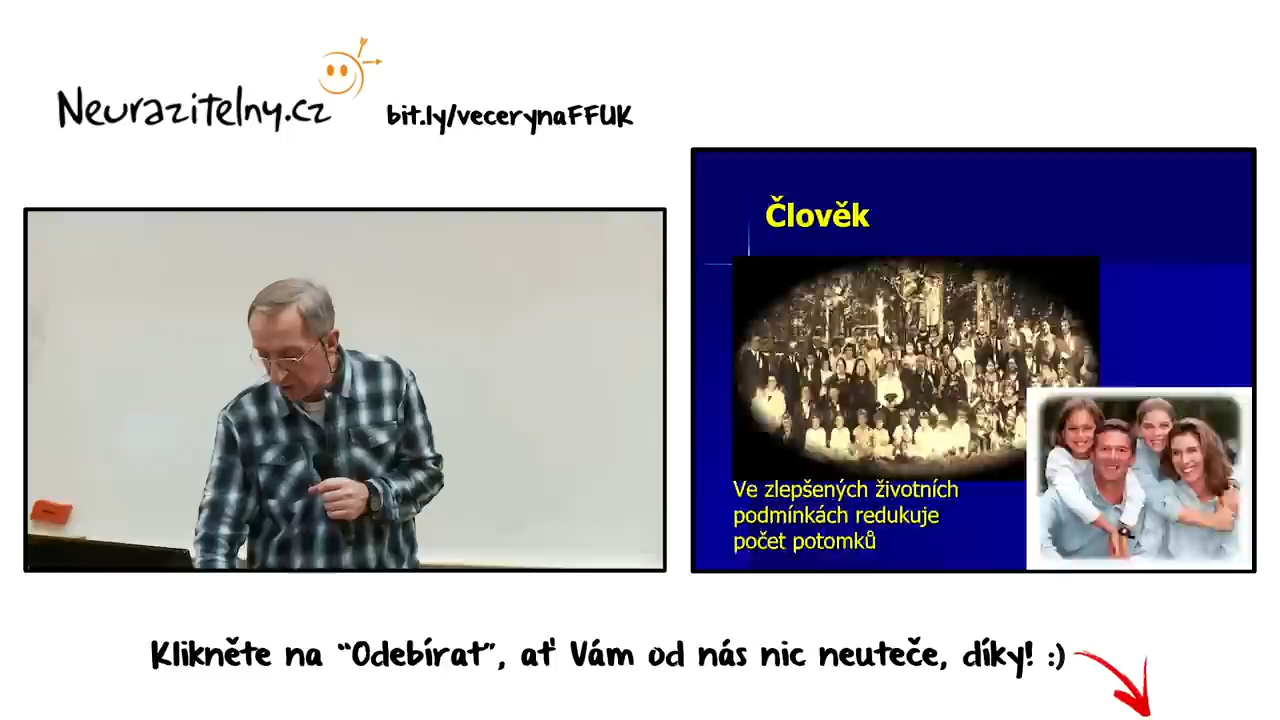 Neurazitelny.cz
bit.ly/vecerynaFFUK
Člověk
Ve zlepšených životních
podmínkách redukuje
počet potomků
Klikněte na "Odebírat", ať Vám od nás nic neuteče, díky! :)